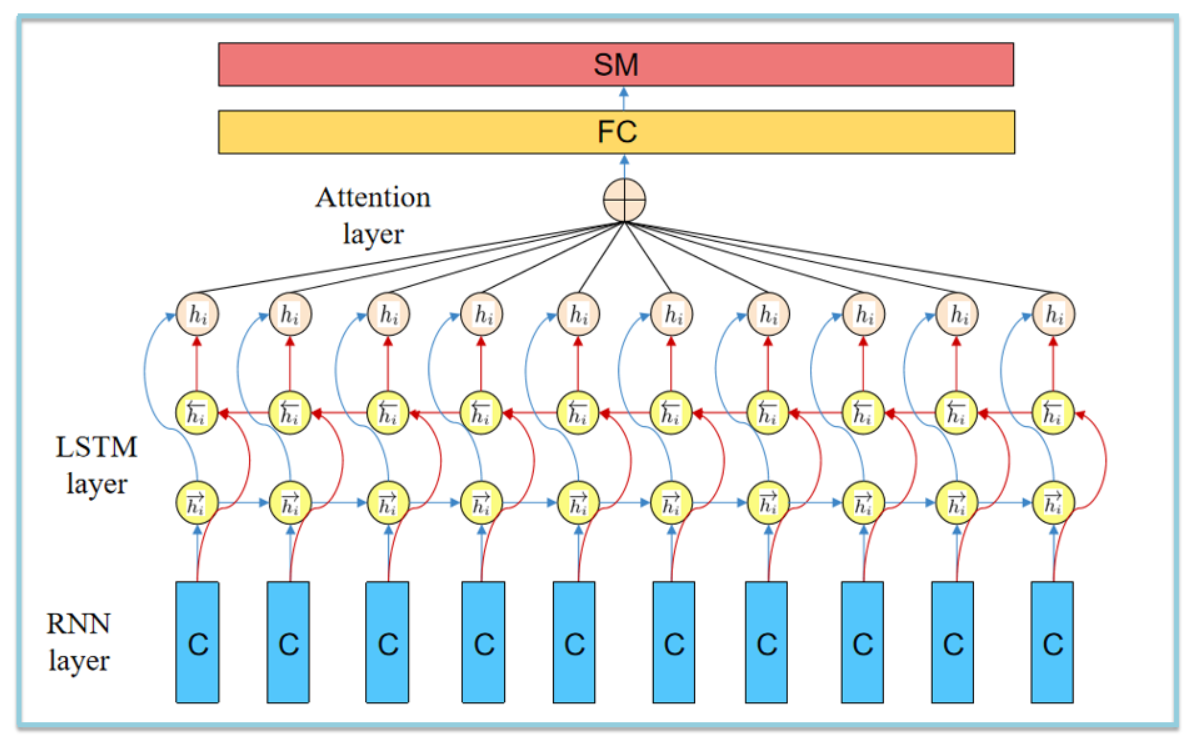 SM
FC
Attention
layer
h_i h_i h_i h_i h_i h_i h_i h_i h_i h_i
\overleftarrow{h_i} \overleftarrow{h_i} \overleftarrow{h_i} \overleftarrow{h_i} \overleftarrow{h_i} \overleftarrow{h_i} \overleftarrow{h_i} \overleftarrow{h_i} \overleftarrow{h_i} \overleftarrow{h_i}
LSTM
layer
\overrightarrow{h_i} \overrightarrow{h_i} \overrightarrow{h_i} \overrightarrow{h_i} \overrightarrow{h_i} \overrightarrow{h_i} \overrightarrow{h_i} \overrightarrow{h_i} \overrightarrow{h_i} \overrightarrow{h_i}
RNN
layer
C C C C C C C C C C